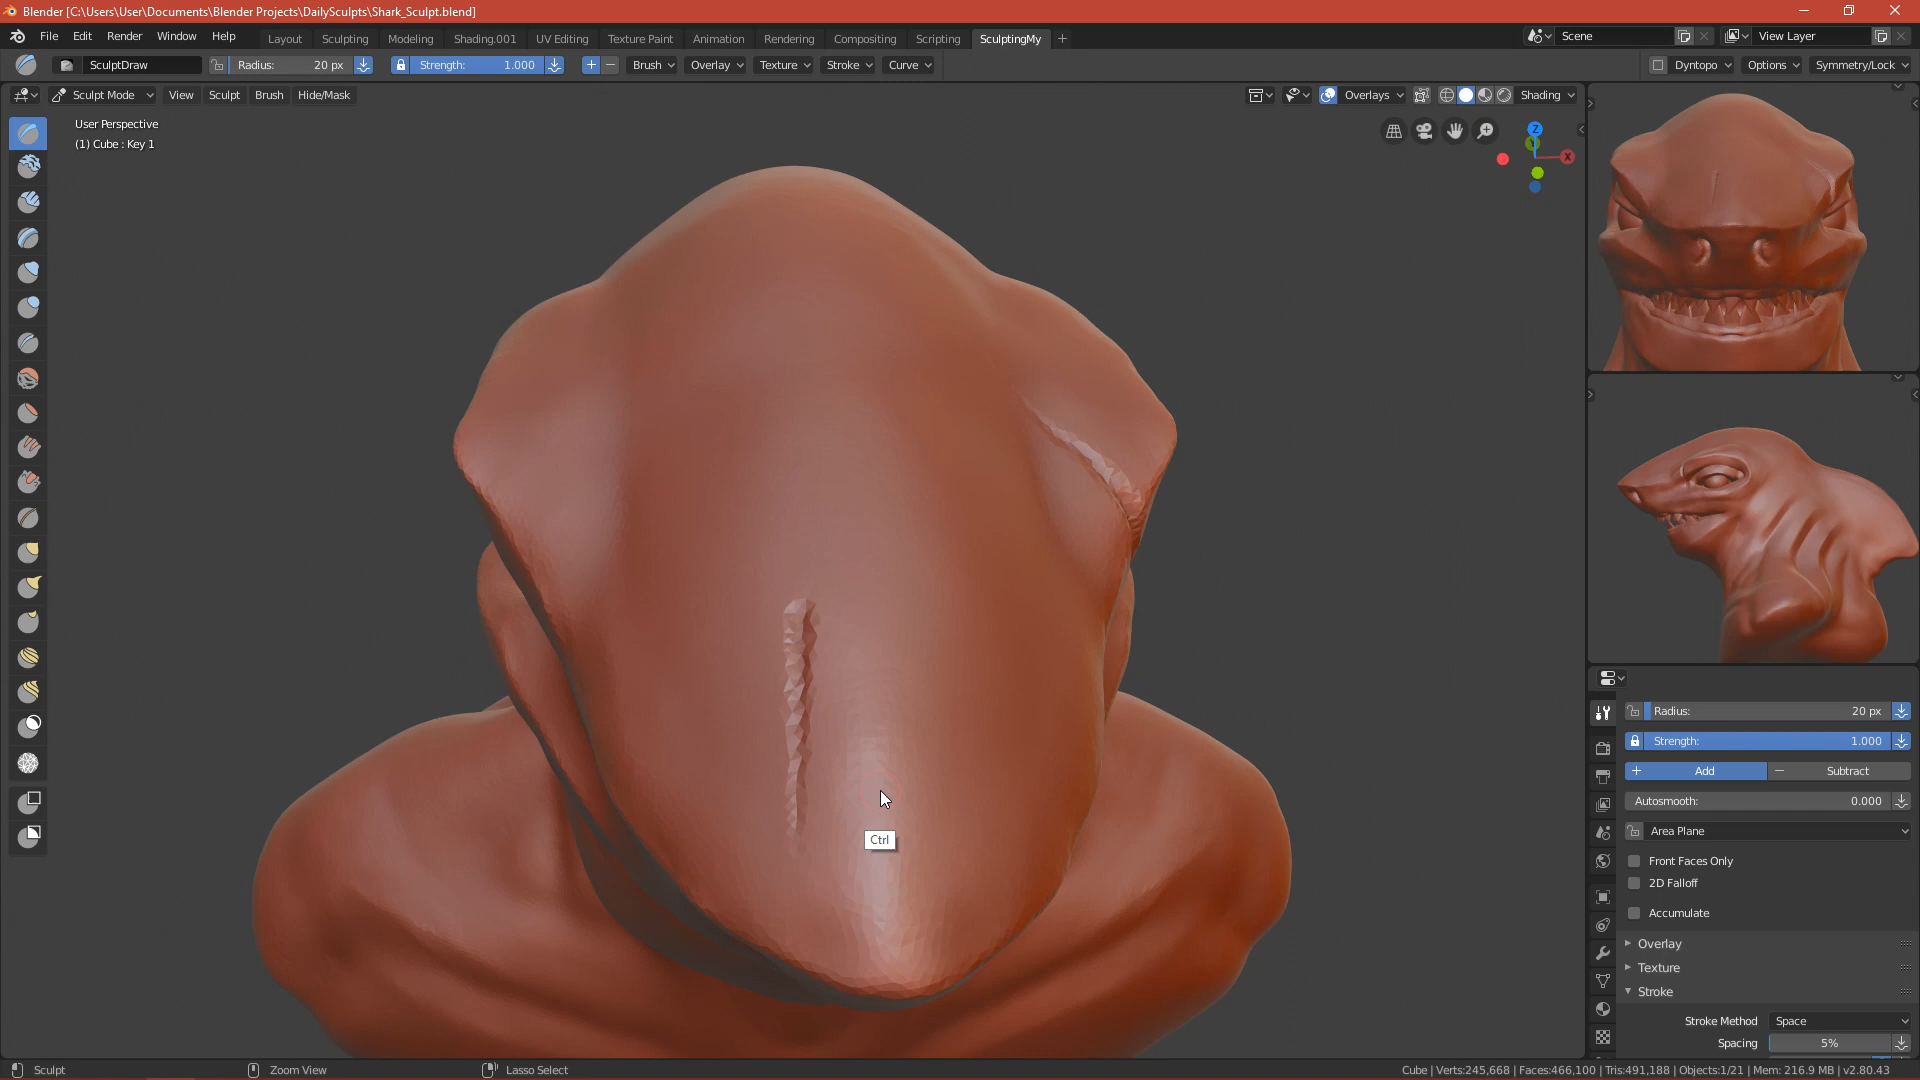 Blender [C:\Users\User\Documents\Blender Projects\DailySculpts\Shark_Sculpt.blend]
File Edit Render Window Help Layout Sculpting Modeling Shading.001 UV Editing Texture Paint Animation Rendering Compositing Scripting SculptingMy + Scene View Layer
SculptDraw Radius: 20 px Strength: 1.000 + − Brush Overlay Texture Stroke Curve Dyntopo Options Symmetry/Lock
Sculpt Mode View Sculpt Brush Hide/Mask Overlays Shading
User Perspective
(1) Cube : Key 1
Z
Y
X
Ctrl
Radius: 20 px
Strength: 1.000
+ Add − Subtract
Autosmooth: 0.000
Area Plane
Front Faces Only
2D Falloff
Accumulate
Overlay
Texture
Stroke
Stroke Method Space
Spacing 5%
Sculpt Zoom View Lasso Select Cube | Verts:245,668 | Faces:466,100 | Tris:491,188 | Objects:1/21 | Mem: 216.9 MB | v2.80.43